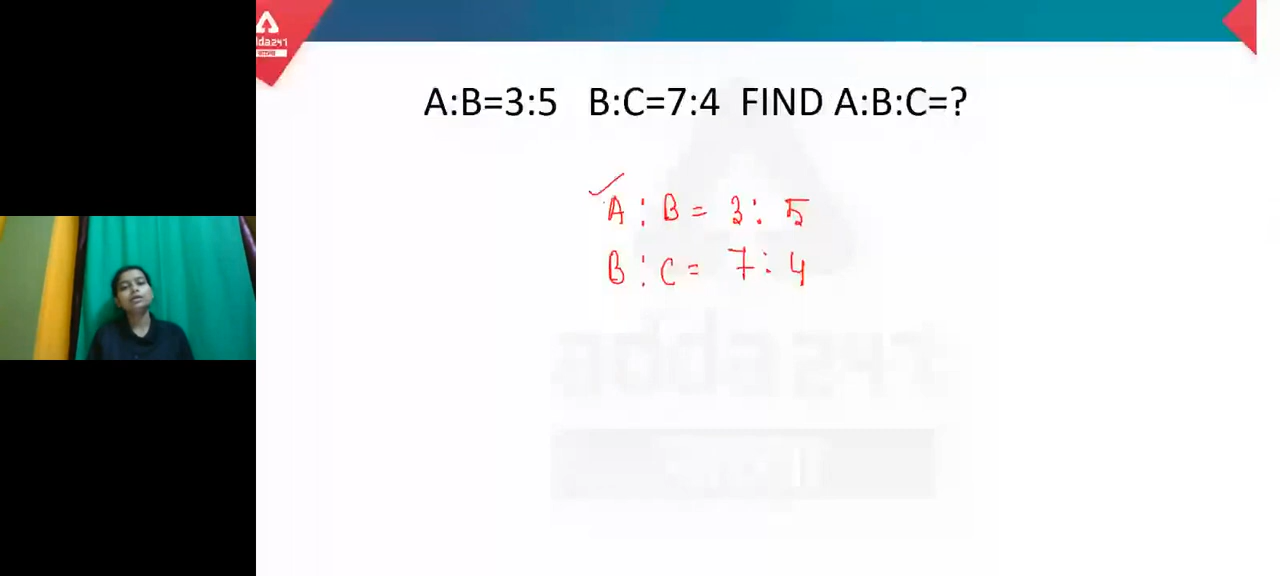 A:B=3:5 B:C=7:4 FIND A:B:C=?
A : B = 3 : 5
B : C = 7 : 4